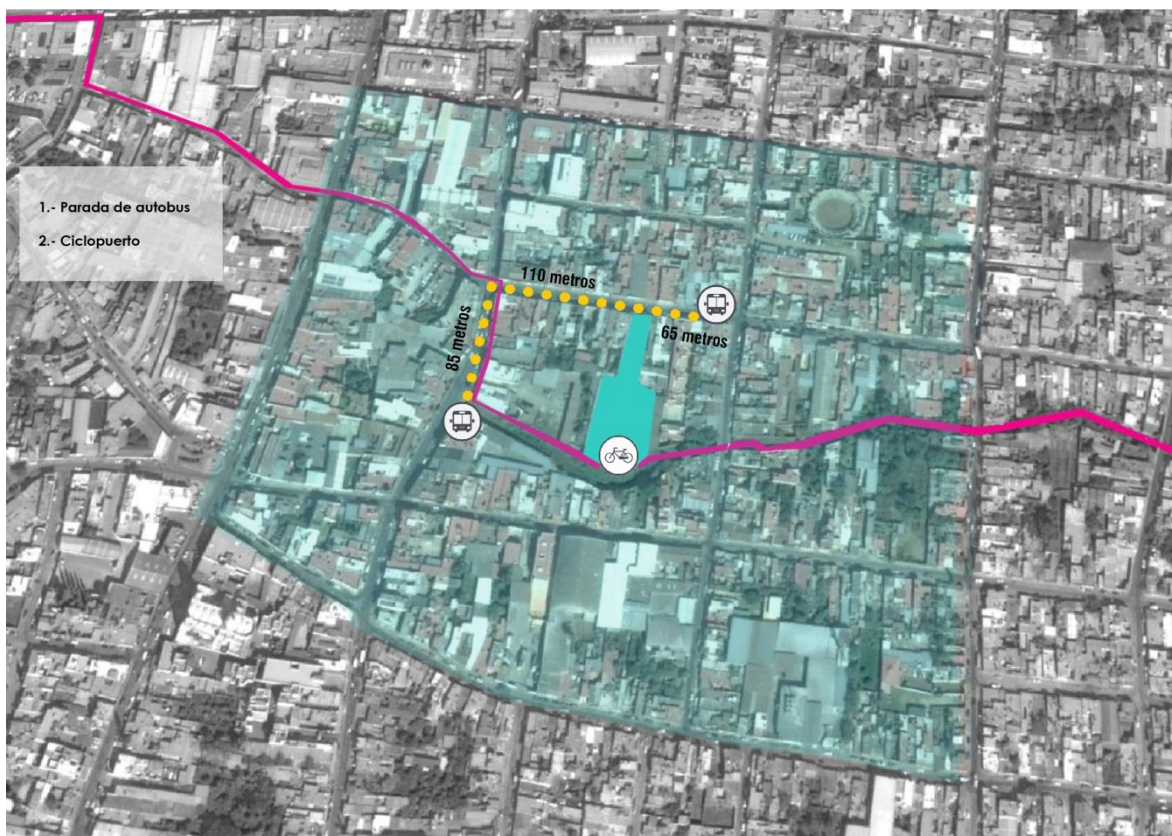 1.- Parada de autobus
2.- Ciclopuerto
110 metros
65 metros
85 metros